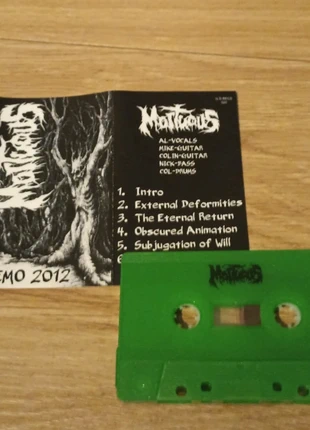 Mortuous
EMO 2012
Mortuous
AL-VOCALS
MIKE-GUITAR
COLIN-GUITAR
NICK-BASS
COL-DRUMS
1. Intro
2. External Deformities
3. The Eternal Return
4. Obscured Animation
5. Subjugation of Will
Mortuous